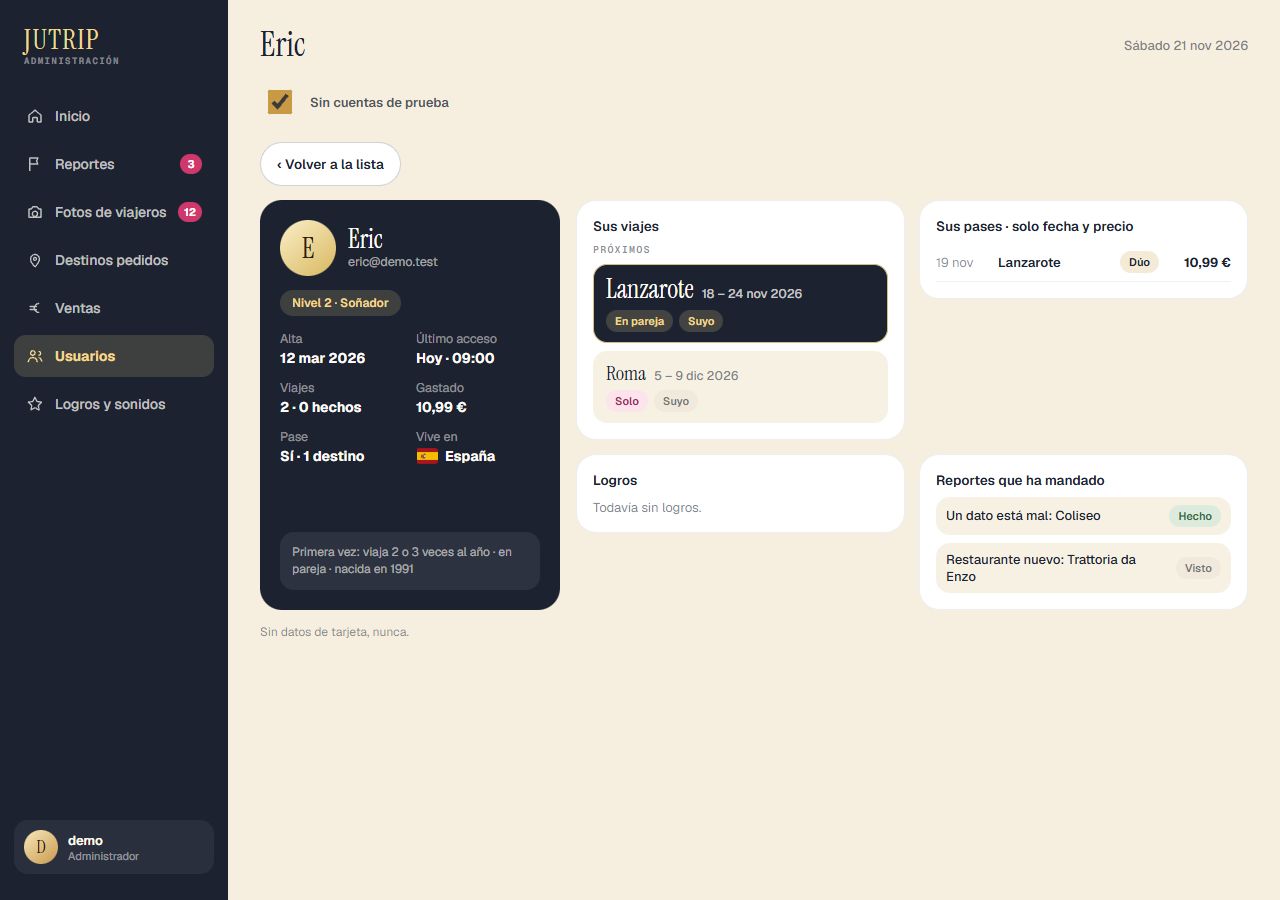 JUTRIP
ADMINISTRACIÓN
Inicio
Reportes 3
Fotos de viajeros 12
Destinos pedidos
Ventas
Usuarios
Logros y sonidos
D
demo
Administrador
Eric
Sábado 21 nov 2026
Sin cuentas de prueba
‹ Volver a la lista
E
Eric
eric@demo.test
Nivel 2 · Soñador
Alta
12 mar 2026
Último acceso
Hoy · 09:00
Viajes
2 · 0 hechos
Gastado
10,99 €
Pase
Sí · 1 destino
Vive en
España
Primera vez: viaja 2 o 3 veces al año · en
pareja · nacida en 1991
Sin datos de tarjeta, nunca.
Sus viajes
PRÓXIMOS
Lanzarote 18 – 24 nov 2026
En pareja Suyo
Roma 5 – 9 dic 2026
Solo Suyo
Sus pases · solo fecha y precio
19 nov Lanzarote Dúo 10,99 €
Logros
Todavía sin logros.
Reportes que ha mandado
Un dato está mal: Coliseo Hecho
Restaurante nuevo: Trattoria da
Enzo
Visto